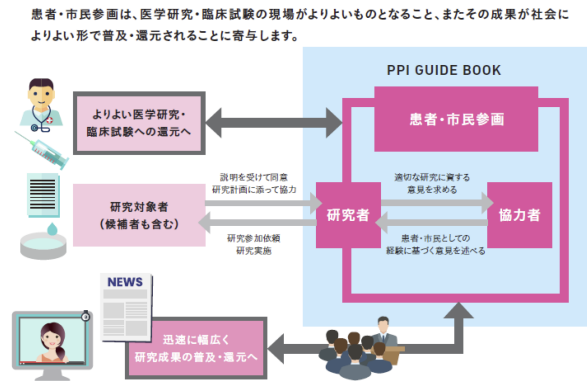 患者・市民参画は、医学研究・臨床試験の現場がよりよいものとなること、またその成果が社会に
よりよい形で普及・還元されることに寄与します。
PPI GUIDE BOOK
患者・市民参画
よりよい医学研究・
臨床試験への還元へ
説明を受けて同意
研究計画に添って協力
適切な研究に資する
意見を求める
研究対象者
（候補者も含む）
研究者
協力者
研究参加依頼
研究実施
患者・市民としての
経験に基づく意見を述べる
NEWS
迅速に幅広く
研究成果の普及・還元へ